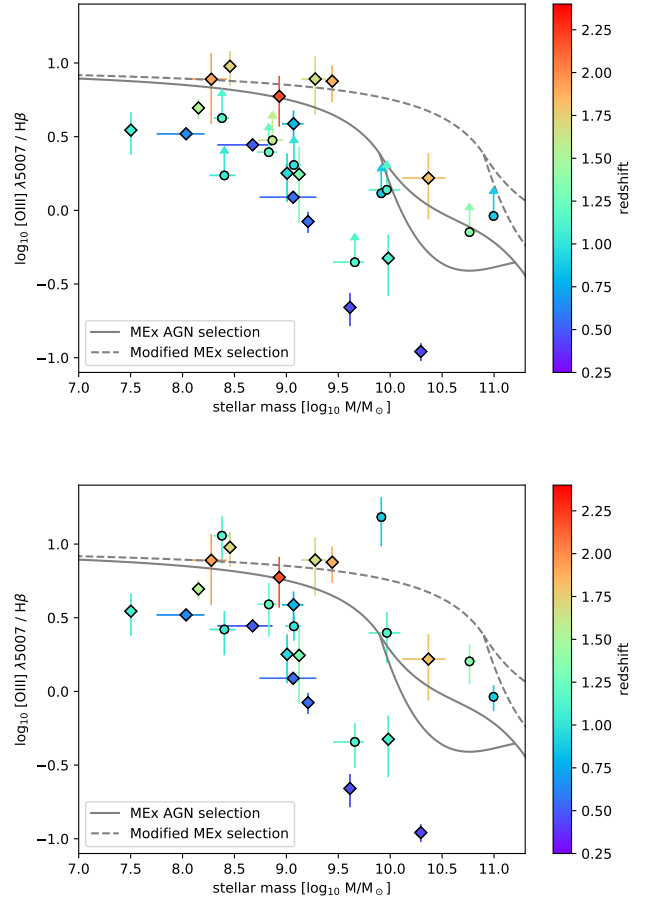 1.0
0.5
0.0
−0.5
−1.0
log₁₀ [OIII] λ5007 / Hβ
MEx AGN selection
Modified MEx selection
7.0 7.5 8.0 8.5 9.0 9.5 10.0 10.5 11.0
stellar mass [log₁₀ M/M☉]
2.25
2.00
1.75
1.50
1.25
1.00
0.75
0.50
0.25
redshift
1.0
0.5
0.0
−0.5
−1.0
log₁₀ [OIII] λ5007 / Hβ
MEx AGN selection
Modified MEx selection
7.0 7.5 8.0 8.5 9.0 9.5 10.0 10.5 11.0
stellar mass [log₁₀ M/M☉]
2.25
2.00
1.75
1.50
1.25
1.00
0.75
0.50
0.25
redshift